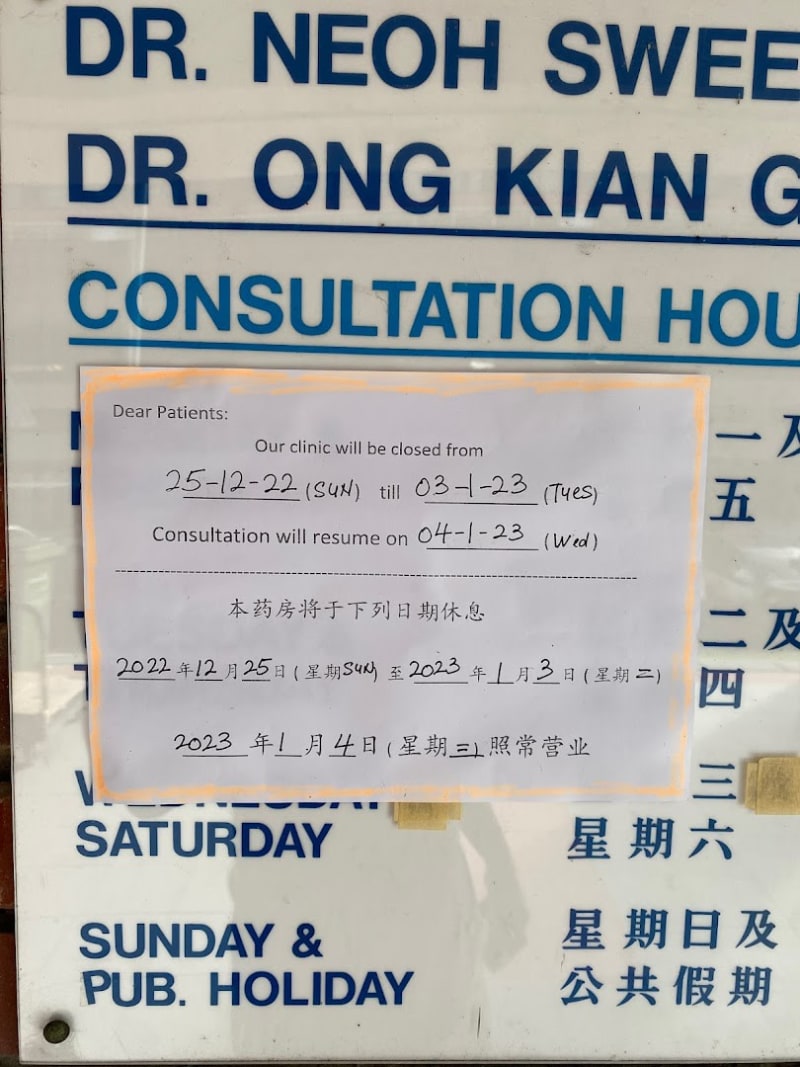 DR. NEOH SWEE
DR. ONG KIAN G
CONSULTATION HOU
Dear Patients:
Our clinic will be closed from
25-12-22 (SUN) till 03-1-23 (Tues)
Consultation will resume on 04-1-23 (Wed)
本药房将于下列日期休息
2022年12月25日(星期SUN) 至2023年1月3日(星期二)
2023年1月4日(星期三)照常营业
一及
五
二及
四
WEDNESDAY 三
SATURDAY 星期六
SUNDAY & 星期日及
PUB. HOLIDAY 公共假期